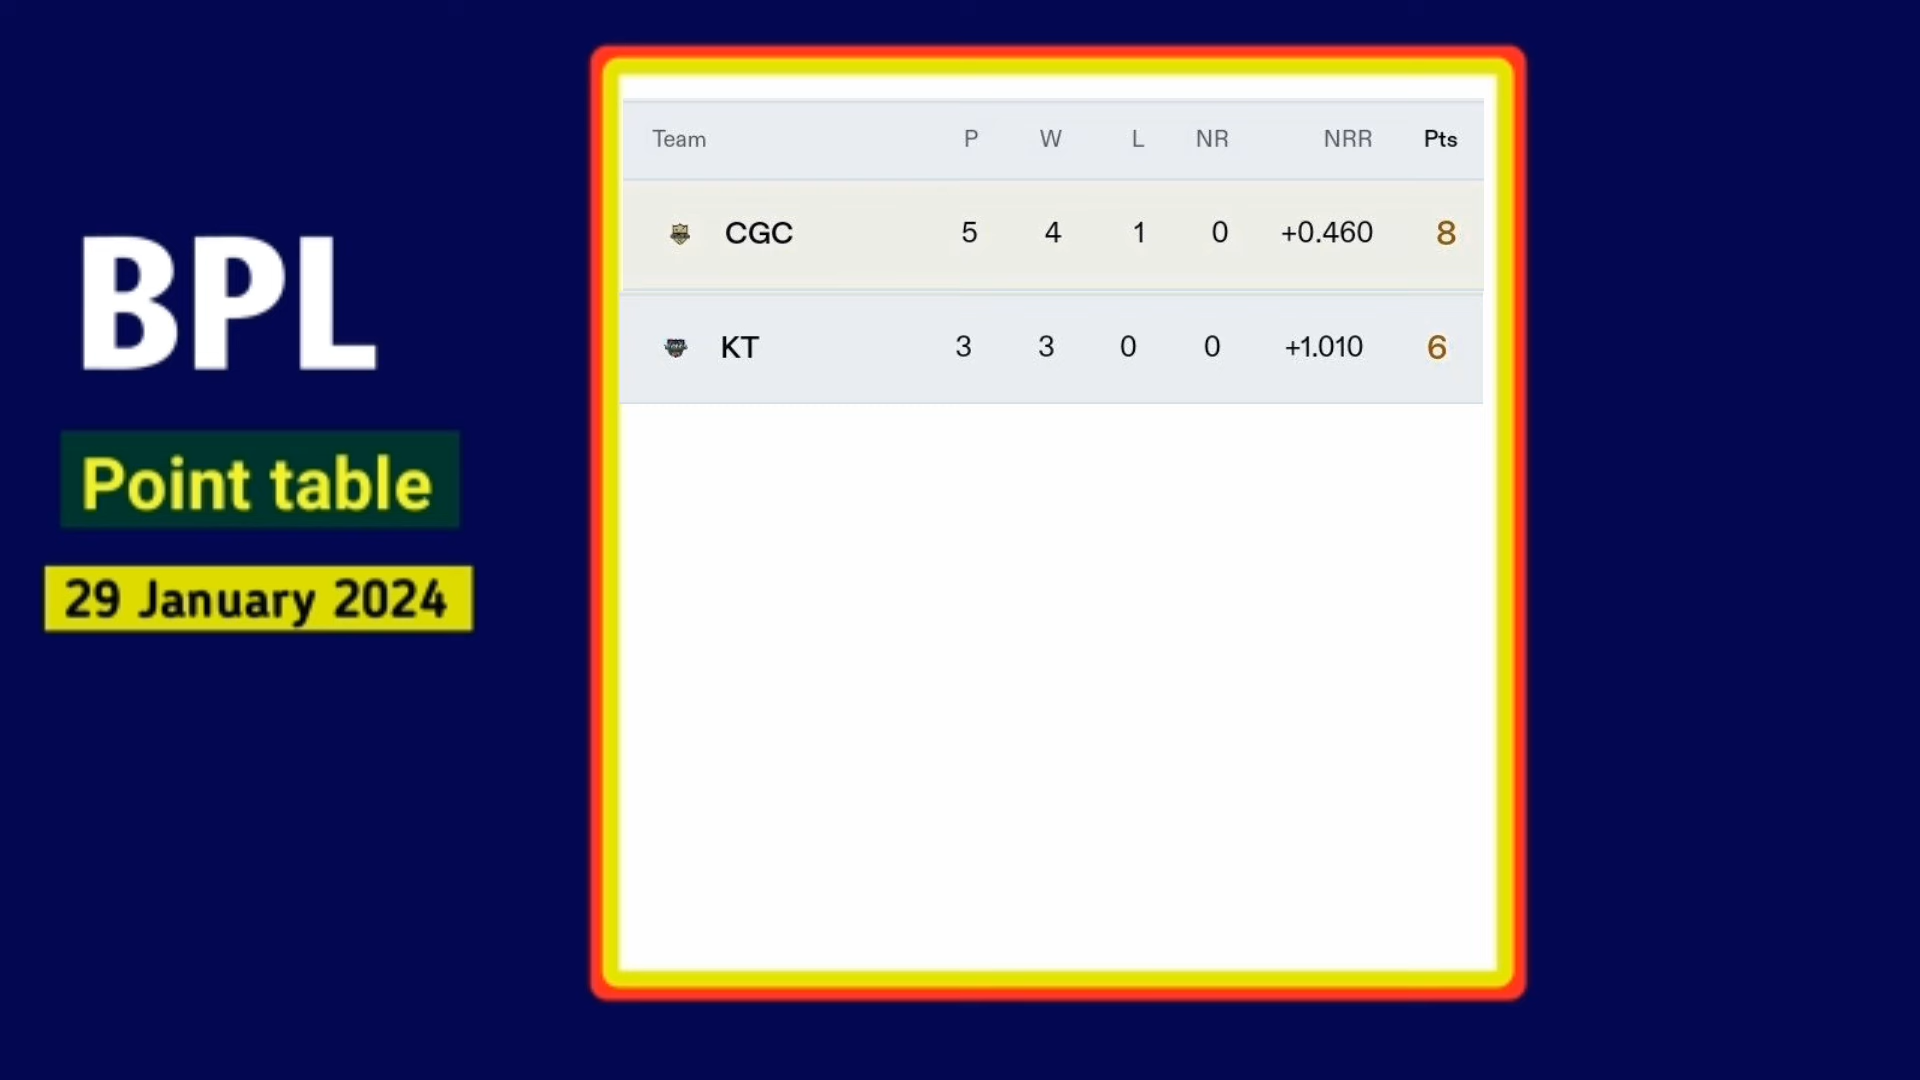 BPL
Point table
29 January 2024
Team P W L NR NRR Pts
CGC 5 4 1 0 +0.460 8
KT 3 3 0 0 +1.010 6